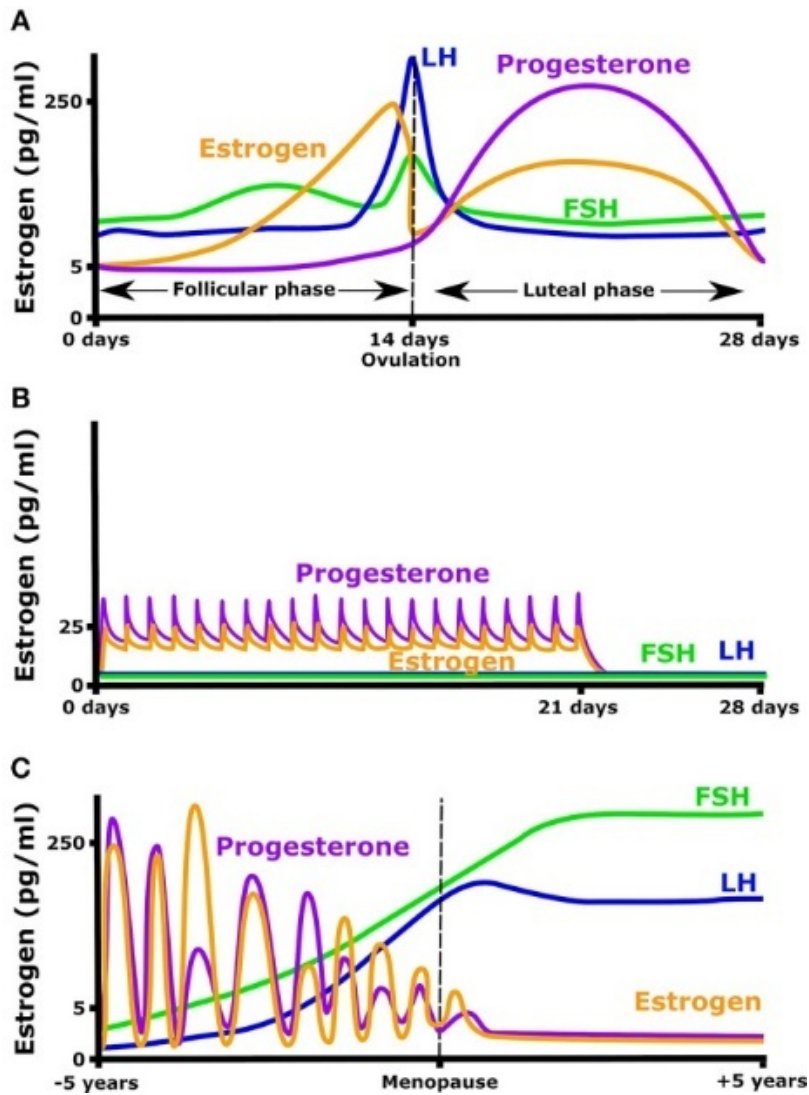 A
LH
Progesterone
250
Estrogen
FSH
Estrogen (pg/ml)
5
Follicular phase
Luteal phase
0
0 days
14 days
28 days
Ovulation
B
Estrogen (pg/ml)
Progesterone
25
Estrogen
FSH
LH
0
0 days
21 days
28 days
C
FSH
250
Progesterone
LH
Estrogen (pg/ml)
5
Estrogen
0
-5 years
Menopause
+5 years